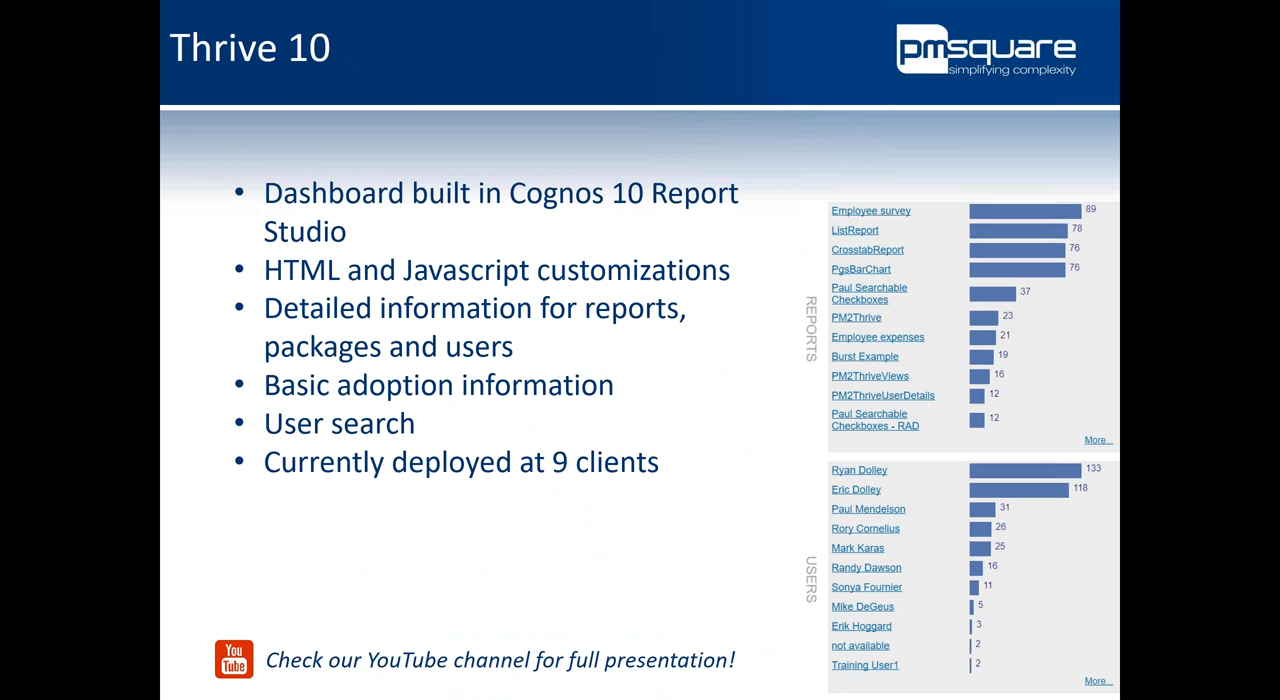 Thrive 10
pmsquare
simplifying complexity
• Dashboard built in Cognos 10 Report
Studio
• HTML and Javascript customizations
• Detailed information for reports,
packages and users
• Basic adoption information
• User search
• Currently deployed at 9 clients
You
Tube
Check our YouTube channel for full presentation!
REPORTS
Employee survey 89
ListReport 78
CrosstabReport 76
PgsBarChart 76
Paul Searchable
Checkboxes 37
PM2Thrive 23
Employee expenses 21
Burst Example 19
PM2ThriveViews 16
PM2ThriveUserDetails 12
Paul Searchable
Checkboxes - RAD 12
More...
USERS
Ryan Dolley 133
Eric Dolley 118
Paul Mendelson 31
Rory Cornelius 26
Mark Karas 25
Randy Dawson 16
Sonya Fournier 11
Mike DeGeus 5
Erik Hoggard 3
not available 2
Training User1 2
More...